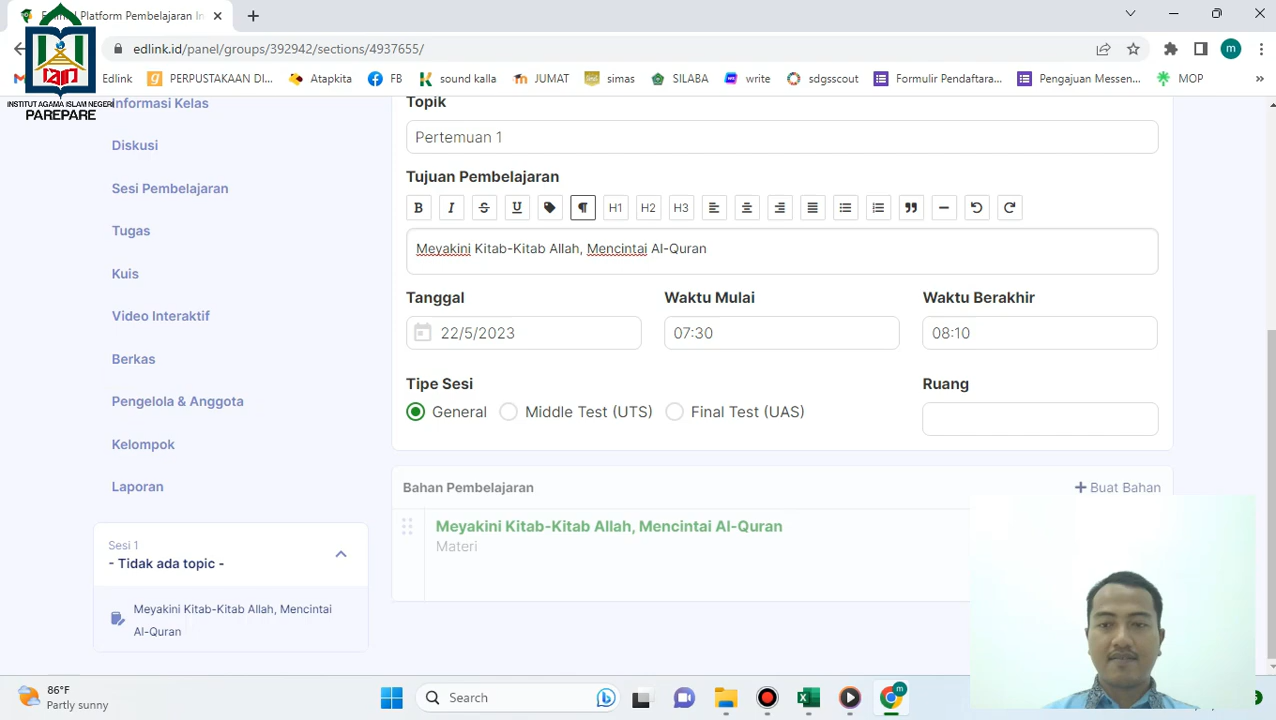 Edlink | Platform Pembelajaran In
edlink.id/panel/groups/392942/sections/4937655/
m
Edlink
PERPUSTAKAAN DI...
Atapkita
FB
sound kalla
JUMAT
simas
SILABA
write
sdgsscout
Formulir Pendaftara...
Pengajuan Messen...
MOP
»
iain
INSTITUT AGAMA ISLAM NEGERI
PAREPARE
Informasi Kelas
Diskusi
Sesi Pembelajaran
Tugas
Kuis
Video Interaktif
Berkas
Pengelola & Anggota
Kelompok
Laporan
Sesi 1
- Tidak ada topic -
Meyakini Kitab-Kitab Allah, Mencintai
Al-Quran
Topik
Pertemuan 1
Tujuan Pembelajaran
B I S U ¶ H1 H2 H3
Meyakini Kitab-Kitab Allah, Mencintai Al-Quran
Tanggal Waktu Mulai Waktu Berakhir
22/5/2023 07:30 08:10
Tipe Sesi Ruang
General Middle Test (UTS) Final Test (UAS)
Bahan Pembelajaran + Buat Bahan
Meyakini Kitab-Kitab Allah, Mencintai Al-Quran
Materi
86°F
Partly sunny
Search
m